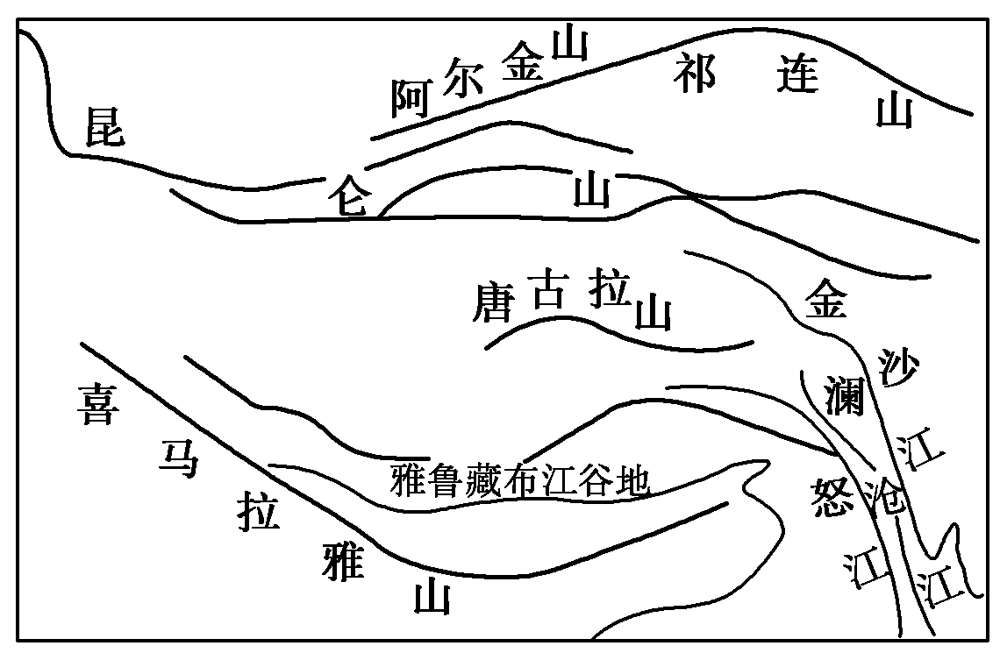 阿尔金山
祁连山
昆仑山
唐古拉山
金沙江
澜沧江
怒江
喜马拉雅山
雅鲁藏布江谷地